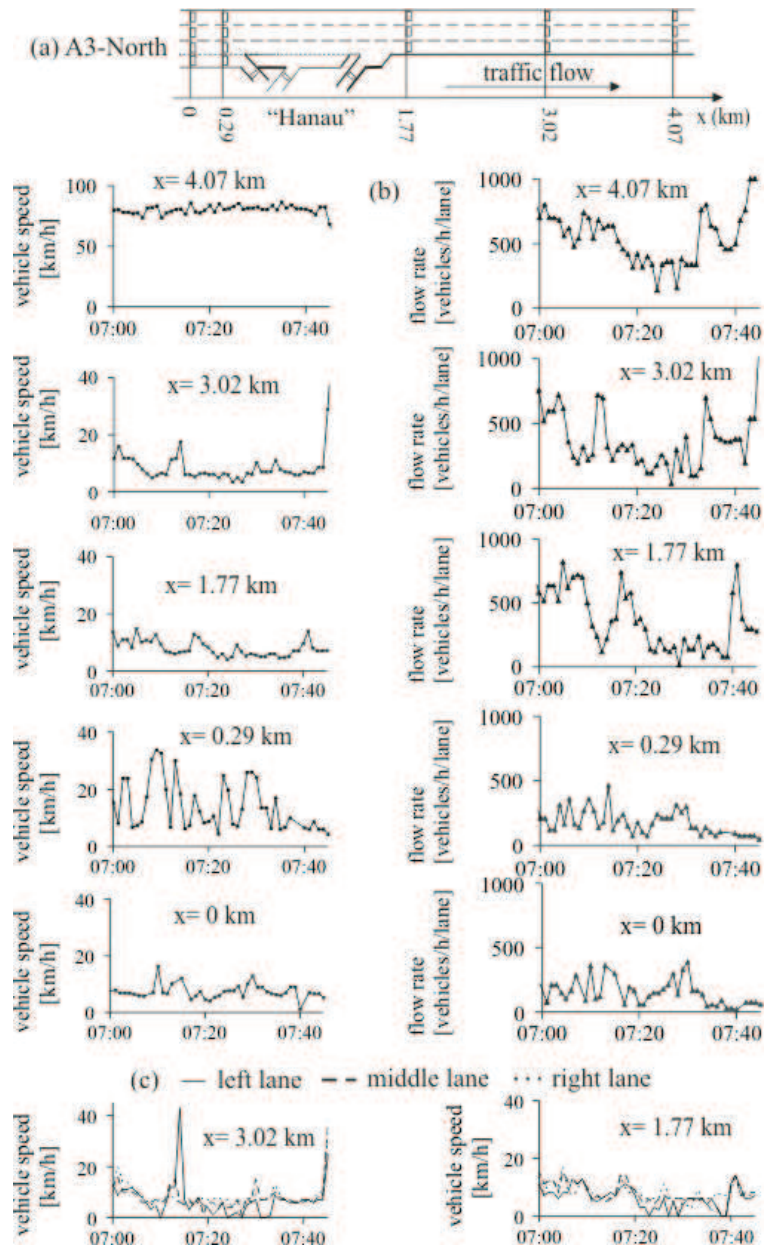 (a) A3-North
traffic flow
0
0.29
"Hanau"
1.77
3.02
4.07
x (km)
(b)
vehicle speed
[km/h]
x= 4.07 km
100
50
0
07:00 07:20 07:40
flow rate
[vehicles/h/lane]
x= 4.07 km
1000
500
0
07:00 07:20 07:40
vehicle speed
[km/h]
x= 3.02 km
40
20
0
07:00 07:20 07:40
flow rate
[vehicles/h/lane]
x= 3.02 km
1000
500
0
07:00 07:20 07:40
vehicle speed
[km/h]
x= 1.77 km
40
20
0
07:00 07:20 07:40
flow rate
[vehicles/h/lane]
x= 1.77 km
1000
500
0
07:00 07:20 07:40
vehicle speed
[km/h]
x= 0.29 km
40
20
0
07:00 07:20 07:40
flow rate
[vehicles/h/lane]
x= 0.29 km
1000
500
0
07:00 07:20 07:40
vehicle speed
[km/h]
x= 0 km
40
20
0
07:00 07:20 07:40
flow rate
[vehicles/h/lane]
x= 0 km
1000
500
0
07:00 07:20 07:40
(c) left lane middle lane right lane
vehicle speed
[km/h]
x= 3.02 km
40
20
0
07:00 07:20 07:40
vehicle speed
[km/h]
x= 1.77 km
40
20
0
07:00 07:20 07:40